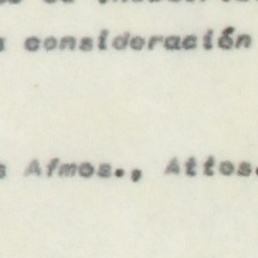 s consideración
s Afmos., Attos.